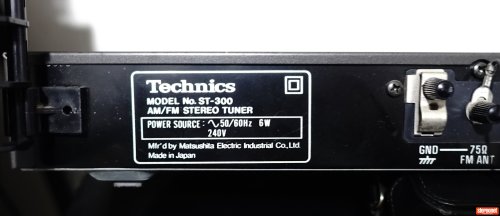 Technics
MODEL No. ST-300
AM/FM STEREO TUNER
POWER SOURCE: ∿50/60Hz 6W
240V
Mfr'd by Matsushita Electric Industrial Co., Ltd.
Made in Japan
GND 75Ω
FM ANT